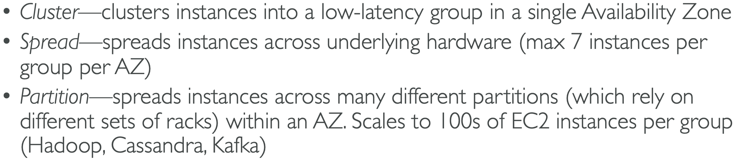 • Cluster—clusters instances into a low-latency group in a single Availability Zone
• Spread—spreads instances across underlying hardware (max 7 instances per
group per AZ)
• Partition—spreads instances across many different partitions (which rely on
different sets of racks) within an AZ. Scales to 100s of EC2 instances per group
(Hadoop, Cassandra, Kafka)